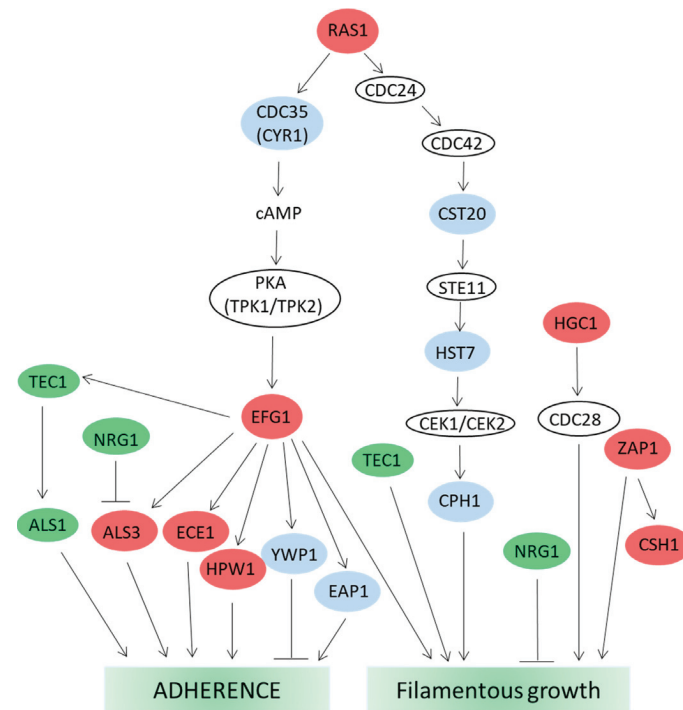 RAS1
CDC24
CDC35
(CYR1)
CDC42
cAMP
CST20
PKA
(TPK1/TPK2)
STE11
HGC1
HST7
TEC1
EFG1
CEK1/CEK2
CDC28
NRG1
ZAP1
TEC1
CPH1
ALS1
ALS3
ECE1
YWP1
NRG1
CSH1
HPW1
EAP1
ADHERENCE
Filamentous growth